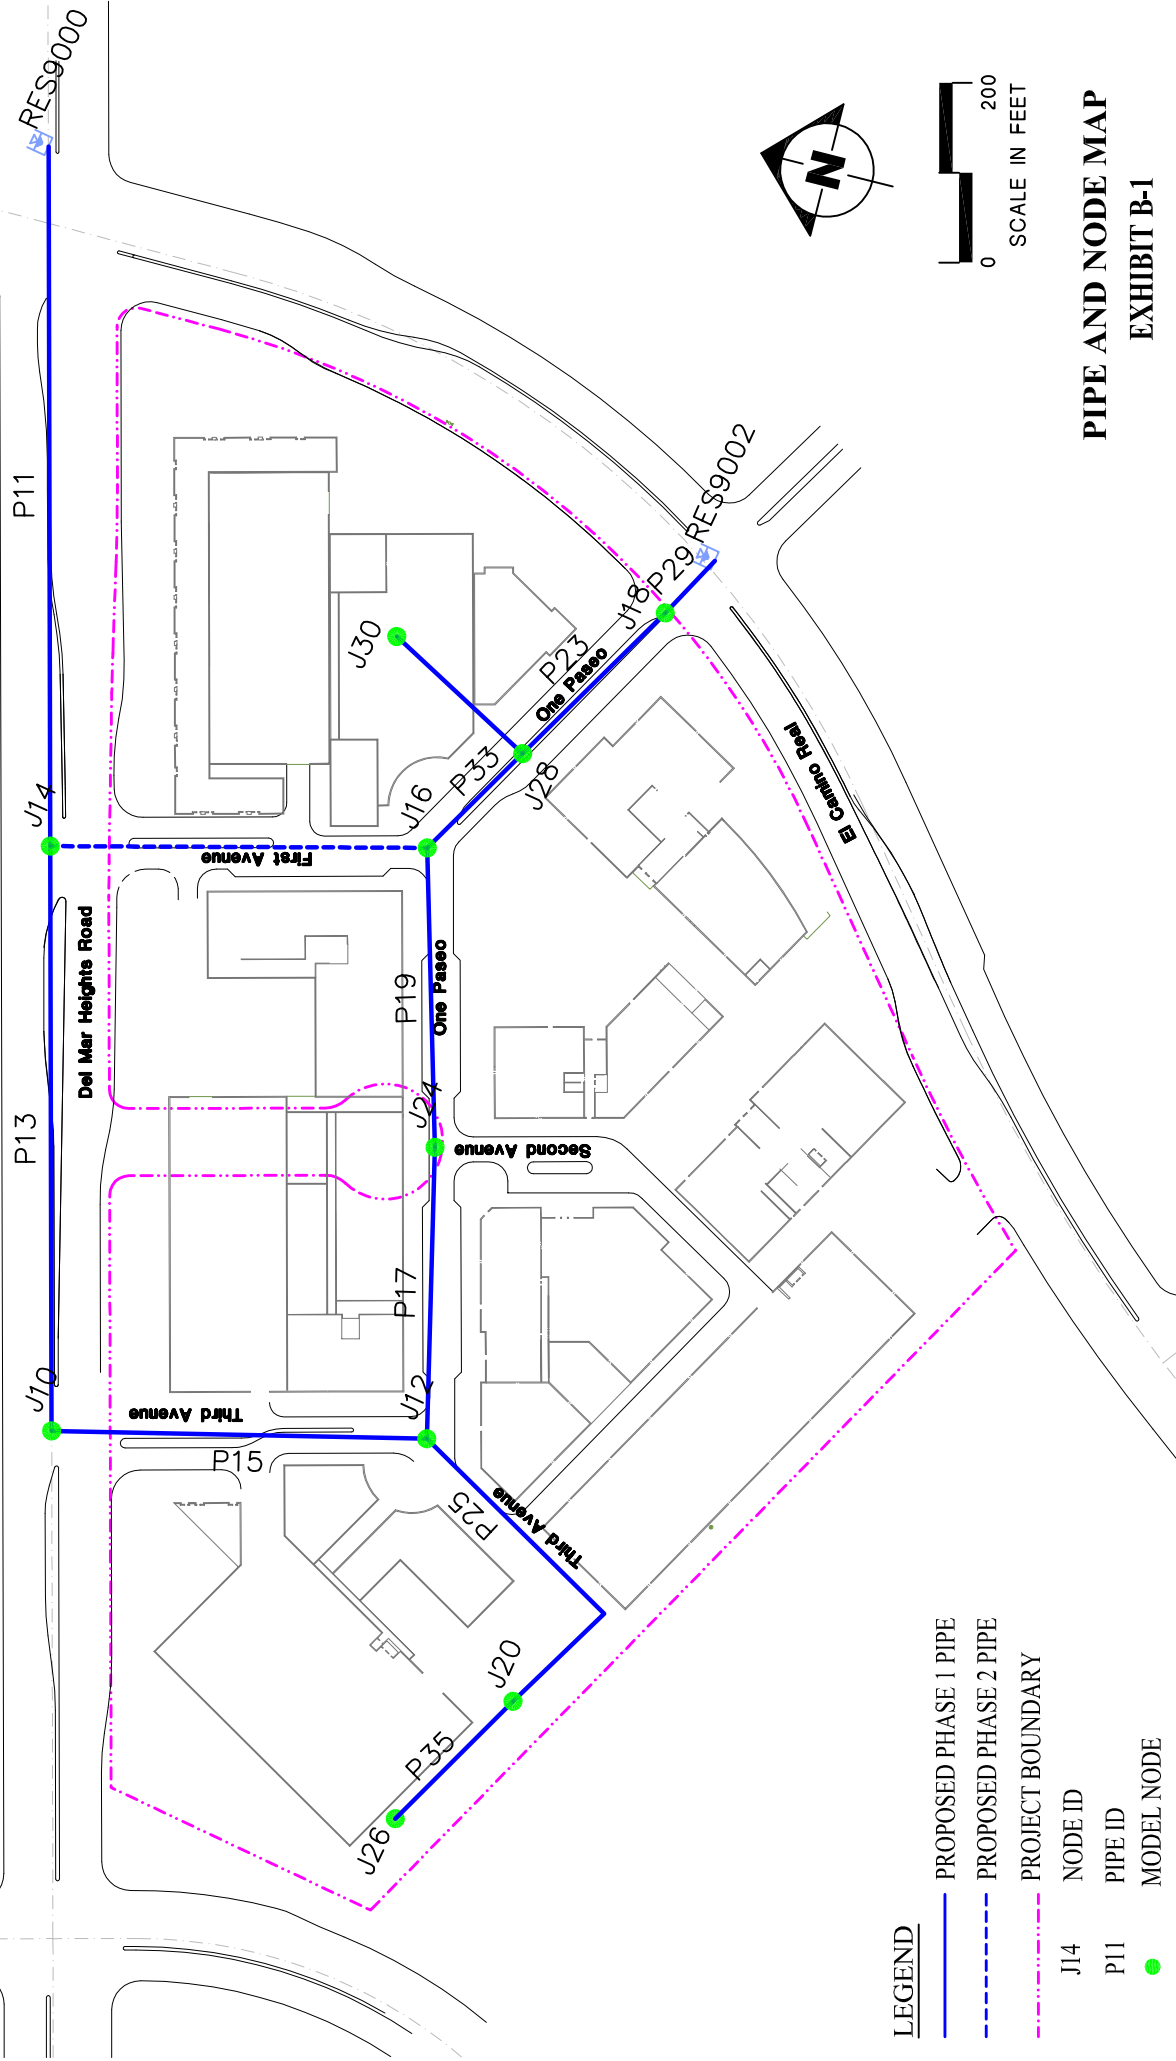 RES9000
P11
J14
P13
J10
Del Mar Heights Road
First Avenue
J16
P33
J30
J28
P23
One Paseo
J18
P29
RES9002
El Camino Real
P19
One Paseo
J24
Second Avenue
P17
J12
Third Avenue
P15
P25
Third Avenue
J20
P35
J26
N
0 200
SCALE IN FEET
PIPE AND NODE MAP
EXHIBIT B-1
LEGEND
PROPOSED PHASE 1 PIPE
PROPOSED PHASE 2 PIPE
PROJECT BOUNDARY
J14 NODE ID
P11 PIPE ID
MODEL NODE